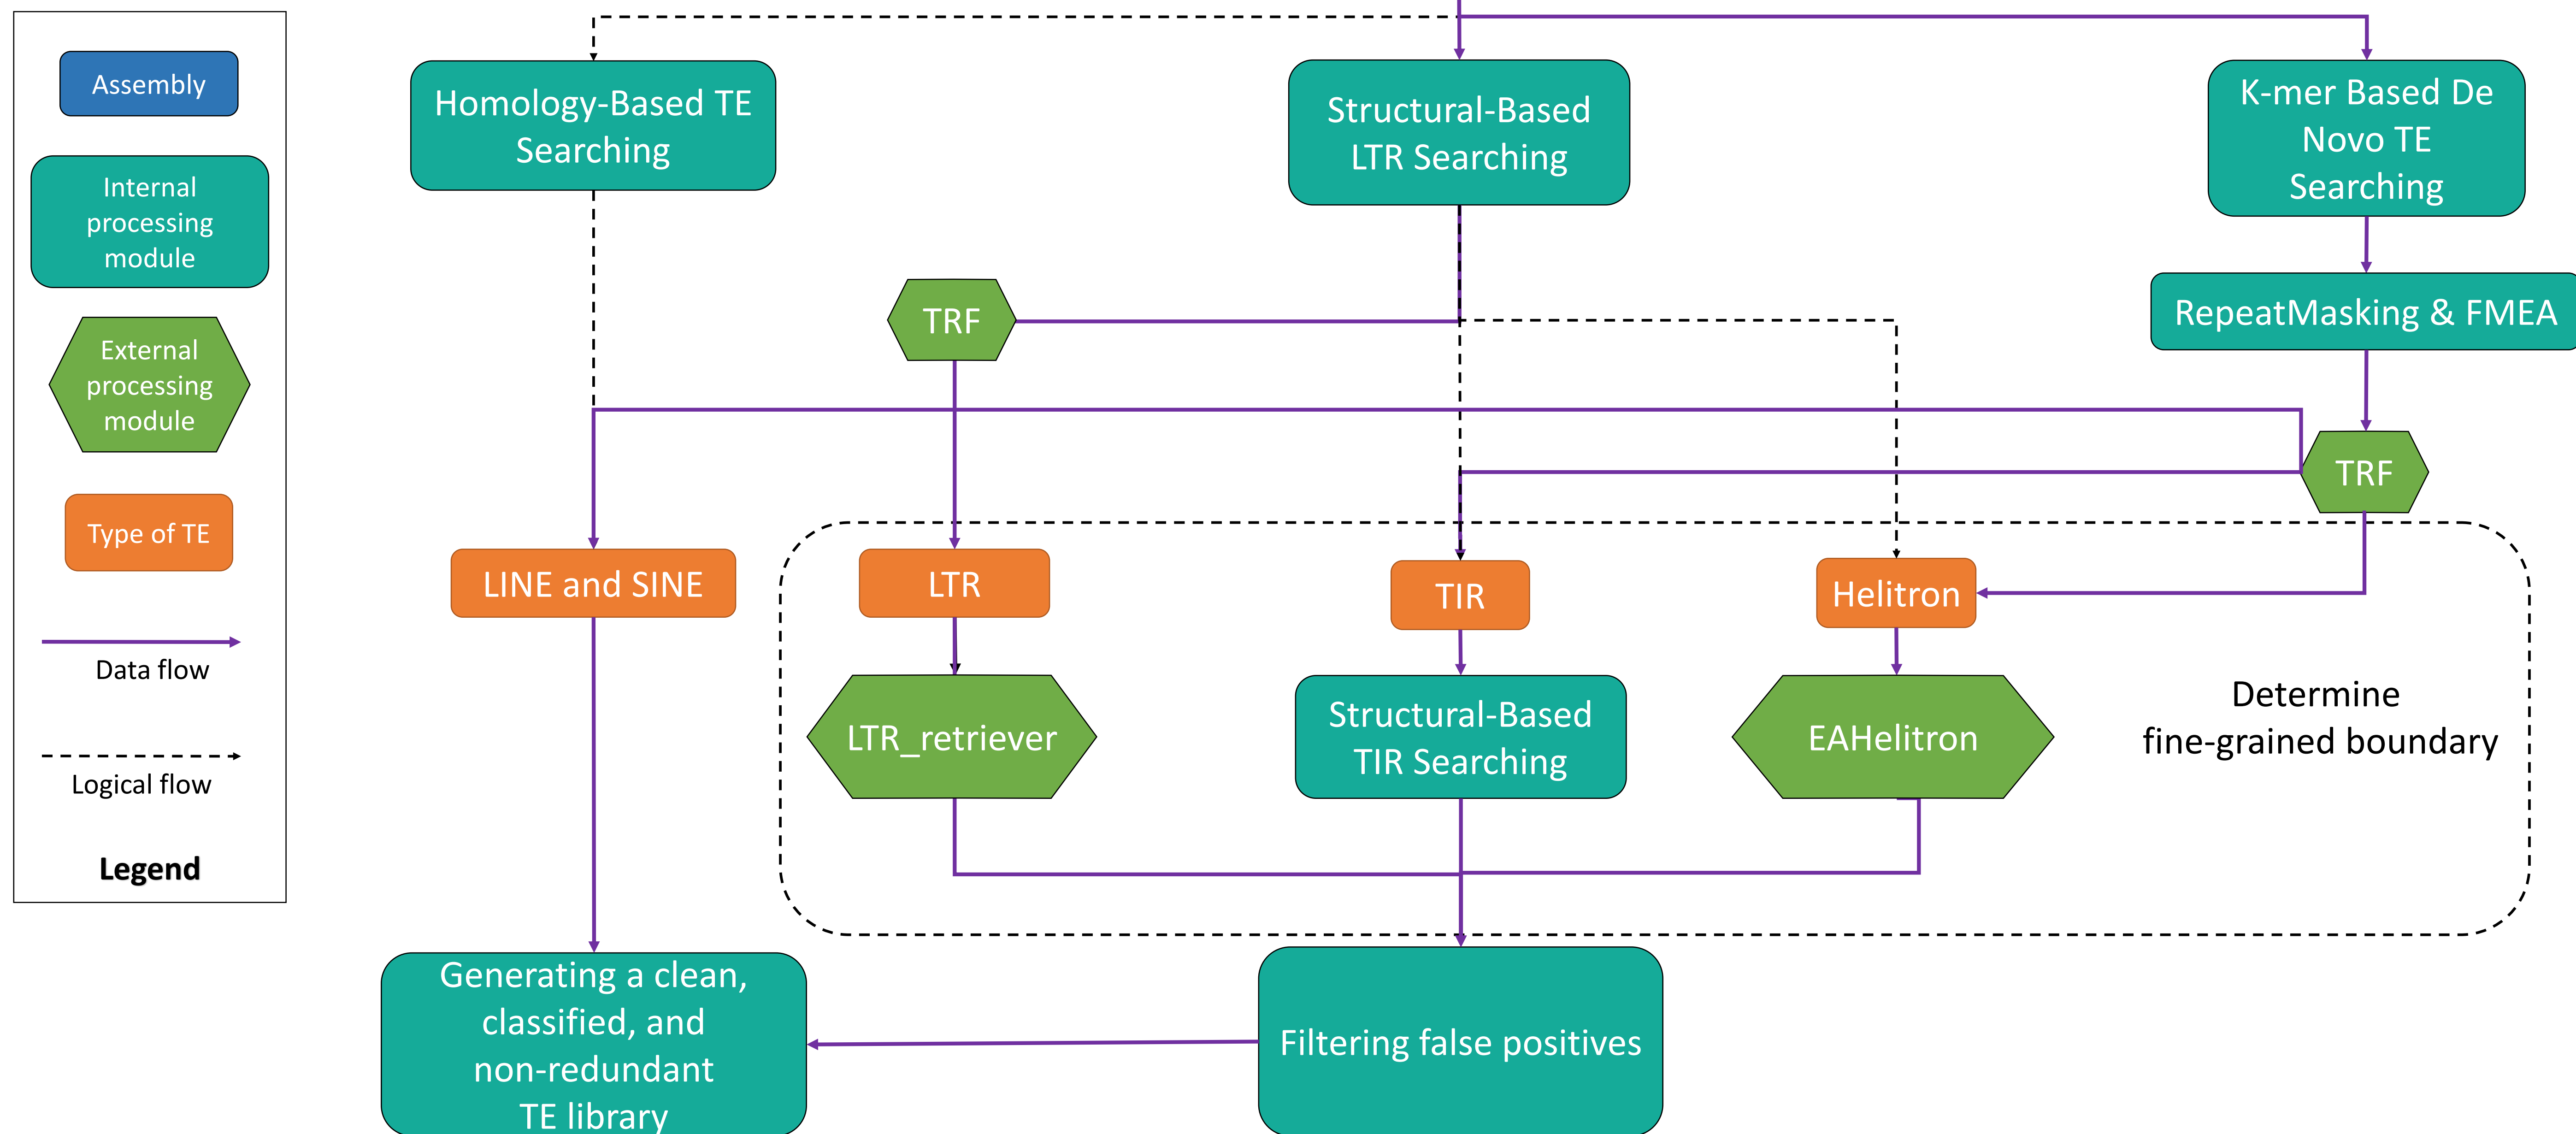 Assembly
Internal
processing
module
External
processing
module
Type of TE
Data flow
Logical flow
Legend
Homology-Based TE
Searching
Structural-Based
LTR Searching
K-mer Based De
Novo TE
Searching
TRF
RepeatMasking & FMEA
TRF
LINE and SINE
LTR
TIR
Helitron
LTR_retriever
Structural-Based
TIR Searching
EAHelitron
Determine
fine-grained boundary
Generating a clean,
classified, and
non-redundant
TE library
Filtering false positives